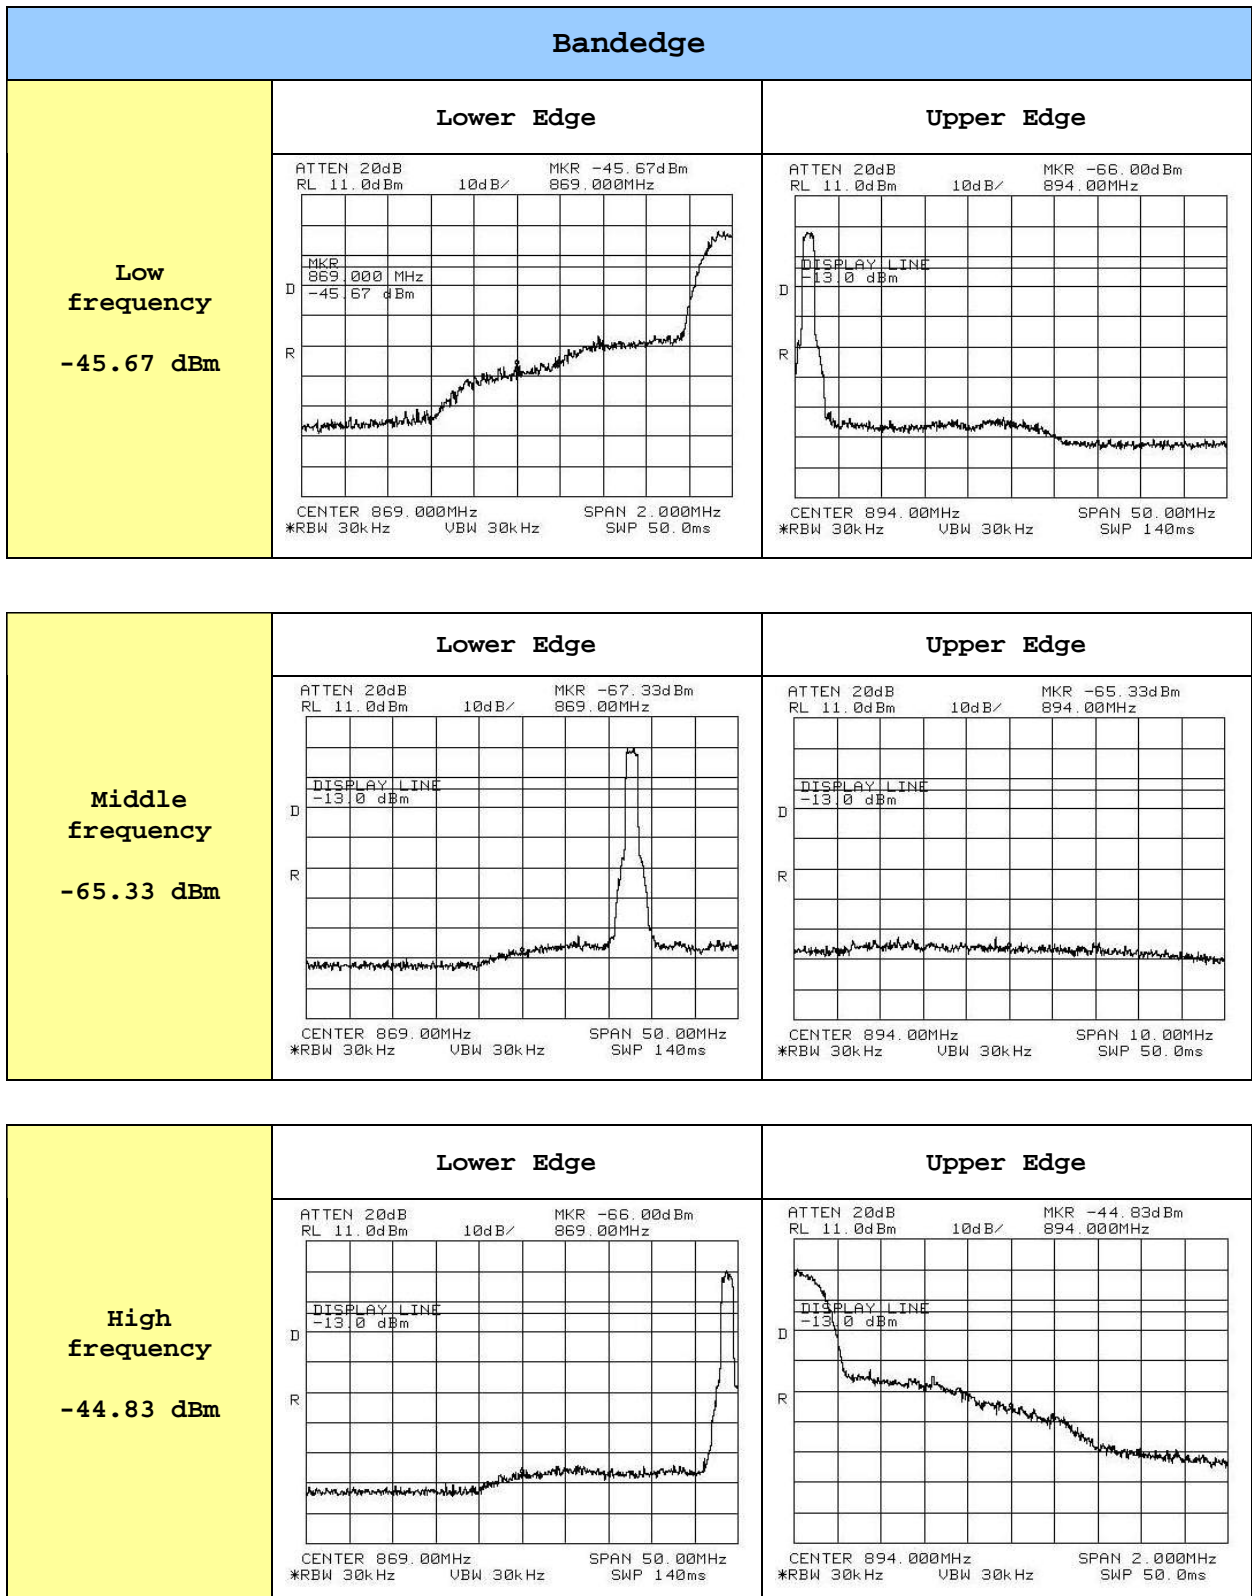 Bandedge
Lower Edge
Upper Edge
Low
frequency
-45.67 dBm
ATTEN 20dB
MKR -45.67dBm
RL 11.0dBm
10dB/
869.000MHz
MKR
869.000 MHz
-45.67 dBm
D
R
CENTER 869.000MHz
SPAN 2.000MHz
*RBW 30kHz
VBW 30kHz
SWP 50.0ms
ATTEN 20dB
MKR -66.00dBm
RL 11.0dBm
10dB/
894.00MHz
DISPLAY LINE
-13.0 dBm
D
R
CENTER 894.00MHz
SPAN 50.00MHz
*RBW 30kHz
VBW 30kHz
SWP 140ms
Lower Edge
Upper Edge
Middle
frequency
-65.33 dBm
ATTEN 20dB
MKR -67.33dBm
RL 11.0dBm
10dB/
869.00MHz
DISPLAY LINE
-13.0 dBm
D
R
CENTER 869.00MHz
SPAN 50.00MHz
*RBW 30kHz
VBW 30kHz
SWP 140ms
ATTEN 20dB
MKR -65.33dBm
RL 11.0dBm
10dB/
894.00MHz
DISPLAY LINE
-13.0 dBm
D
R
CENTER 894.00MHz
SPAN 10.00MHz
*RBW 30kHz
VBW 30kHz
SWP 50.0ms
Lower Edge
Upper Edge
High
frequency
-44.83 dBm
ATTEN 20dB
MKR -66.00dBm
RL 11.0dBm
10dB/
869.00MHz
DISPLAY LINE
-13.0 dBm
D
R
CENTER 869.00MHz
SPAN 50.00MHz
*RBW 30kHz
VBW 30kHz
SWP 140ms
ATTEN 20dB
MKR -44.83dBm
RL 11.0dBm
10dB/
894.000MHz
DISPLAY LINE
-13.0 dBm
D
R
CENTER 894.000MHz
SPAN 2.000MHz
*RBW 30kHz
VBW 30kHz
SWP 50.0ms